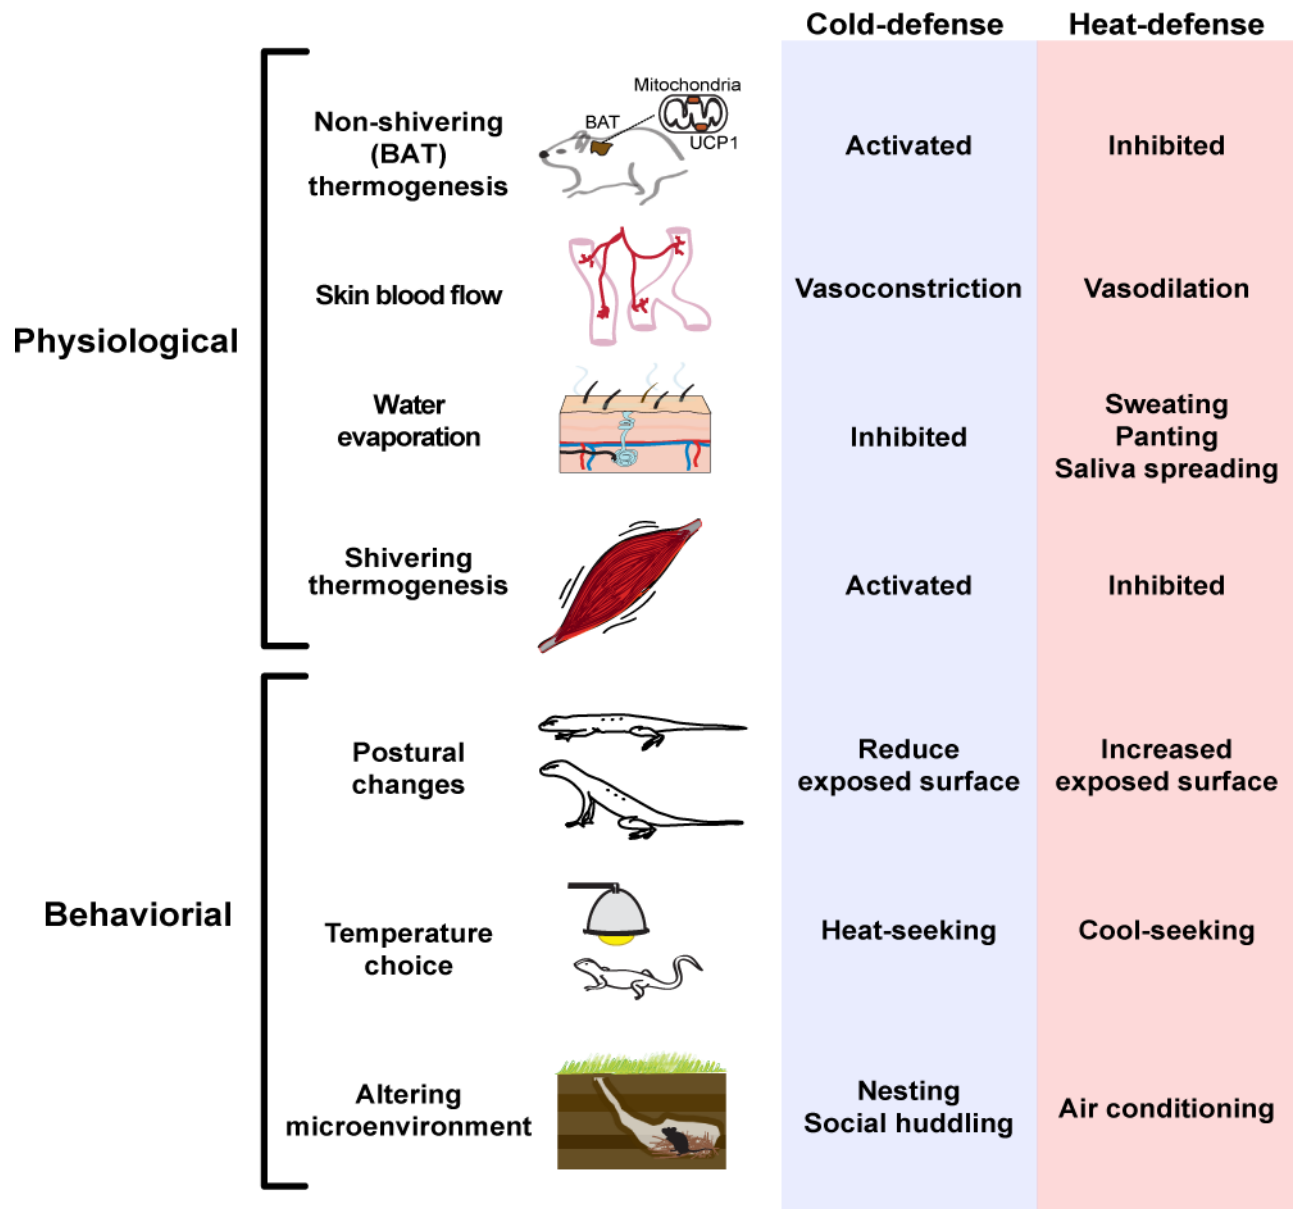 Cold-defense
Heat-defense
Physiological
Non-shivering
(BAT)
thermogenesis
Mitochondria
BAT
UCP1
Activated
Inhibited
Skin blood flow
Vasoconstriction
Vasodilation
Water
evaporation
Inhibited
Sweating
Panting
Saliva spreading
Shivering
thermogenesis
Activated
Inhibited
Behaviorial
Postural
changes
Reduce
exposed surface
Increased
exposed surface
Temperature
choice
Heat-seeking
Cool-seeking
Altering
microenvironment
Nesting
Social huddling
Air conditioning